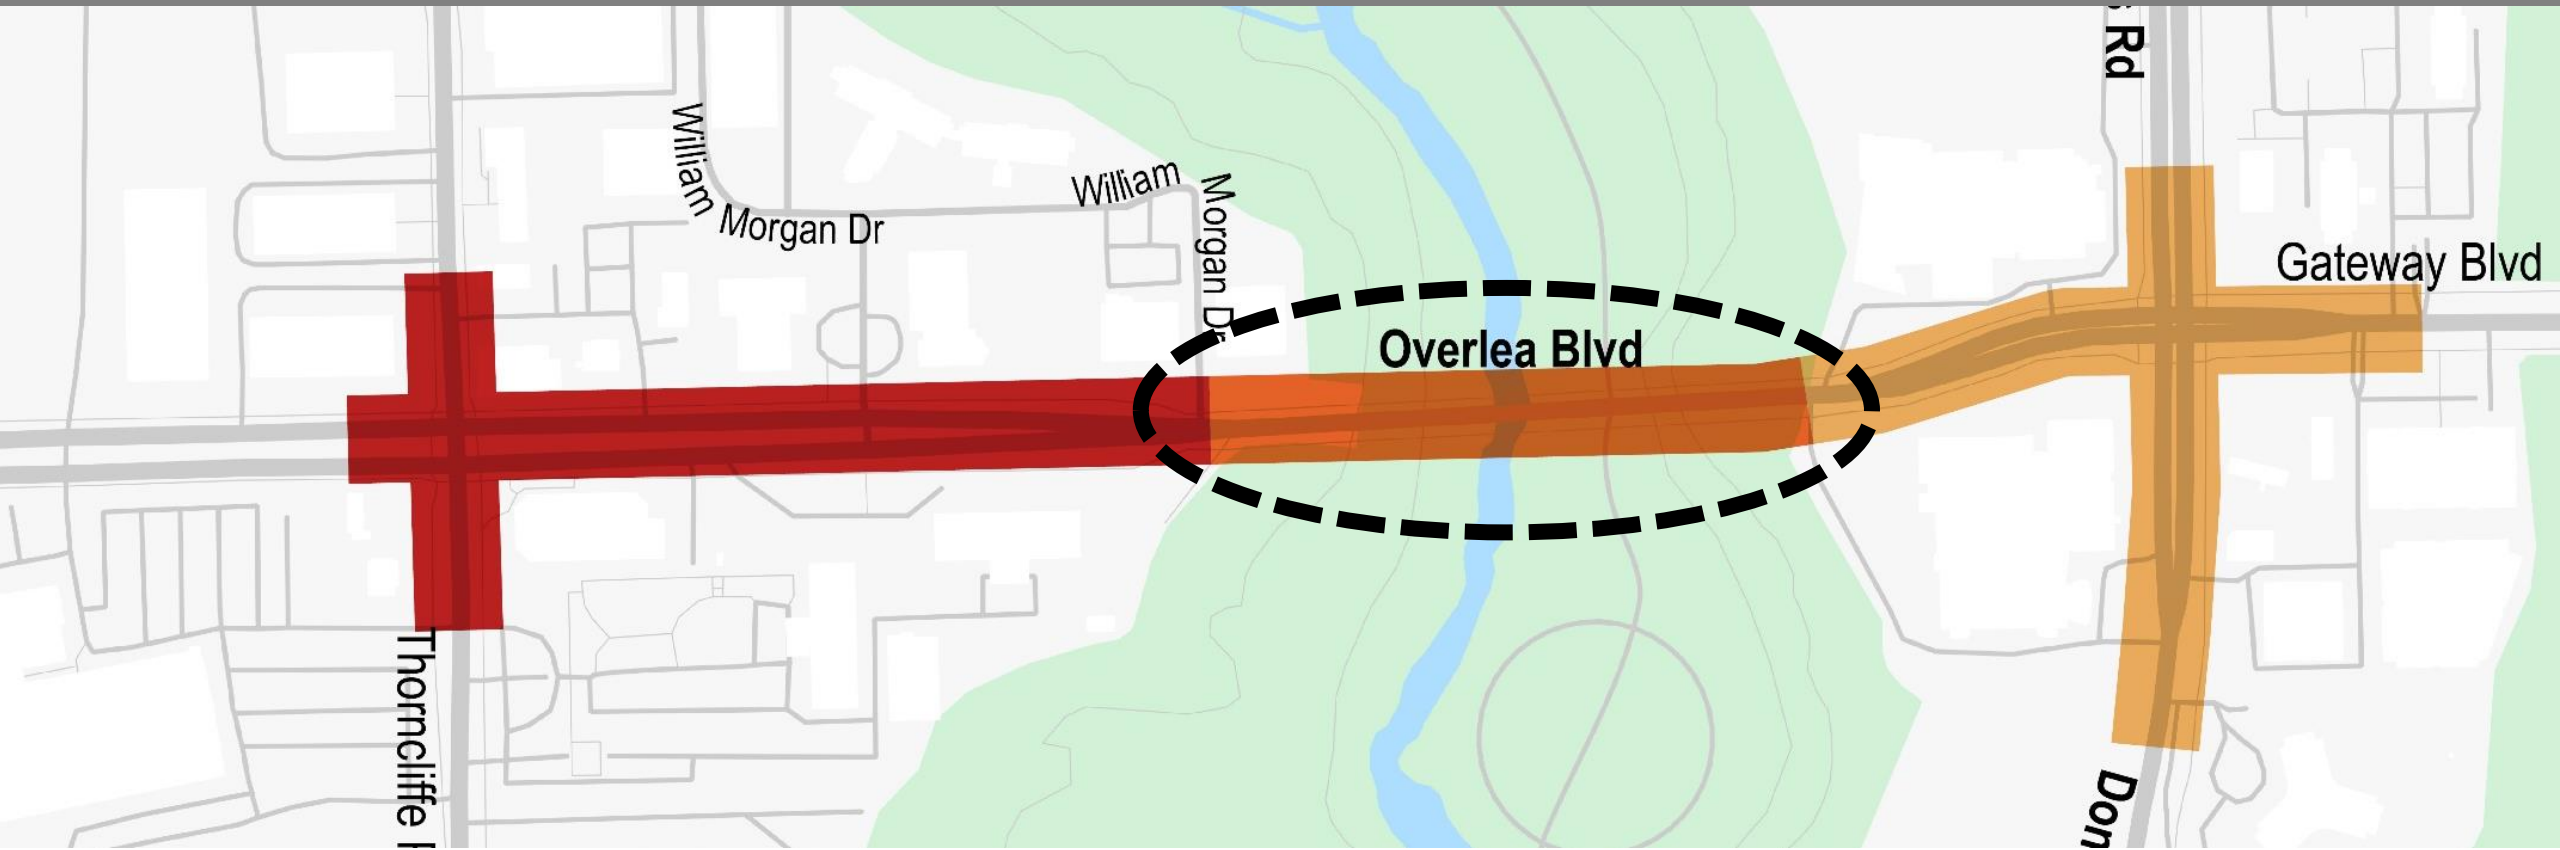 William
Morgan Dr
William
Morgan Dr
Overlea Blvd
Rd
Gateway Blvd
Thorncliffe
Don